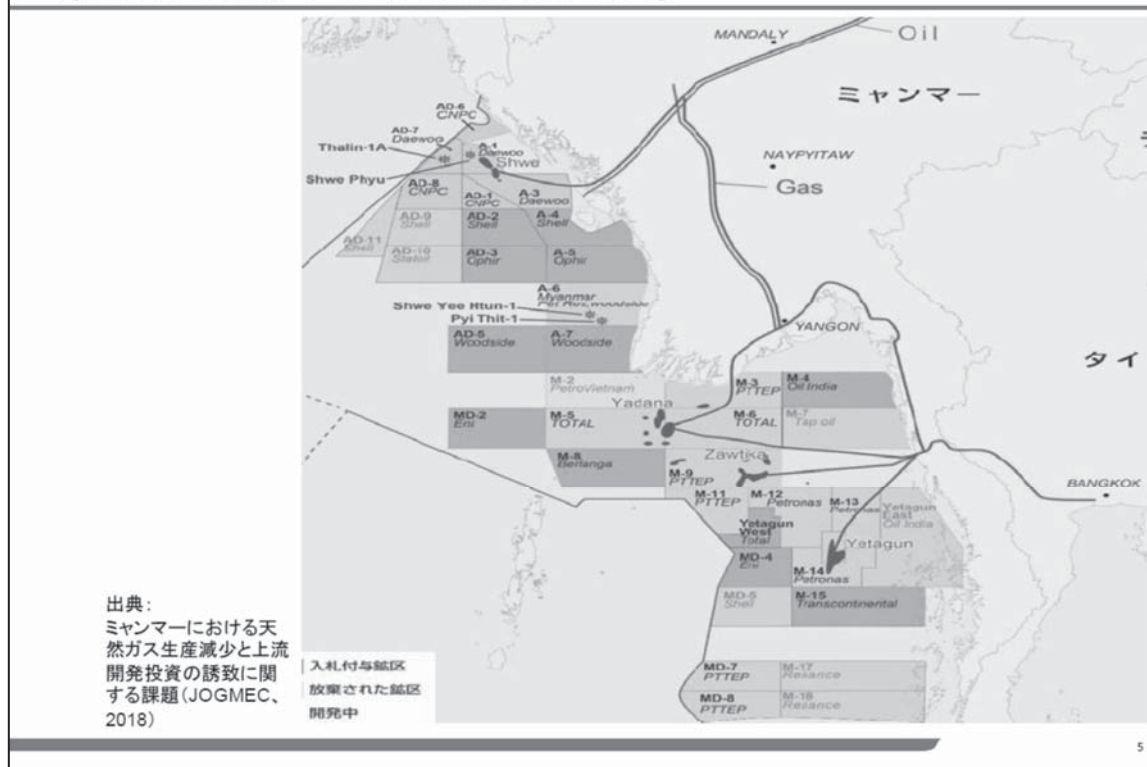 MANDALY
Oil
ミャンマー
AD-6
CNPC
AD-7
Daewoo
A-1
Daewoo
Thalin-1A
Shwe
NAYPYITAW
Shwe Phyu
Gas
AD-8
CNPC
AD-1
CNPC
A-3
Daewoo
AD-9
Shell
AD-2
Shell
A-4
Shell
AD-11
Shell
AD-10
Statoil
AD-3
Ophir
A-5
Ophir
A-6
Myanmar
Shwe Yee Htun-1
Pyi Thit-1
YANGON
AD-5
Woodside
A-7
Woodside
タイ
M-2
PetroVietnam
M-3
PTTEP
M-4
Oil India
Yadana
MD-2
Eni
M-5
TOTAL
M-6
TOTAL
M-7
Tap oil
M-8
Berlanga
Zawtika
M-9
PTTEP
BANGKOK
M-11
PTTEP
M-12
Petronas
M-13
Petronas
Yetagun
East
Oil India
Yetagun
West
Total
Yetagun
MD-4
Eni
M-14
Petronas
MD-5
Shell
M-15
Transcontinental
出典：
ミャンマーにおける天
然ガス生産減少と上流
開発投資の誘致に関
する課題（JOGMEC、
2018）
入札付与鉱区
放棄された鉱区
開発中
MD-7
PTTEP
M-17
Reliance
MD-8
PTTEP
M-18
Reliance
5